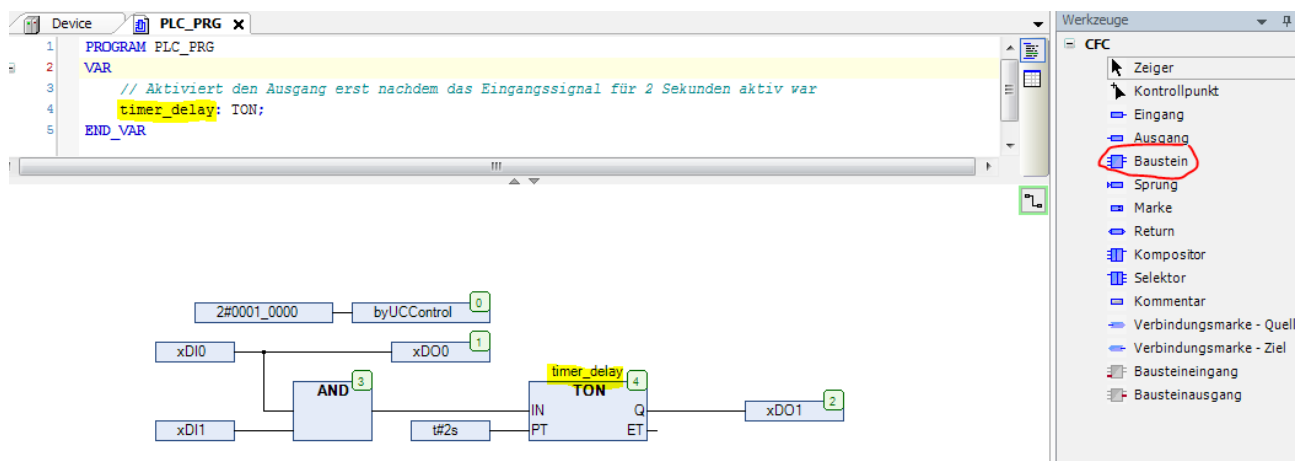 Device
PLC_PRG
Werkzeuge
1 PROGRAM PLC_PRG
2 VAR
3 // Aktiviert den Ausgang erst nachdem das Eingangssignal für 2 Sekunden aktiv war
4 timer_delay: TON;
5 END_VAR
CFC
Zeiger
Kontrollpunkt
Eingang
Ausgang
Baustein
Sprung
Marke
Return
Kompositor
Selektor
Kommentar
Verbindungsmarke - Quell
Verbindungsmarke - Ziel
Bausteineingang
Bausteinausgang
2#0001_0000 byUCControl 0
xDI0 xDO0 1
timer_delay
AND 3 TON 4
IN Q xDO1 2
xDI1 t#2s PT ET